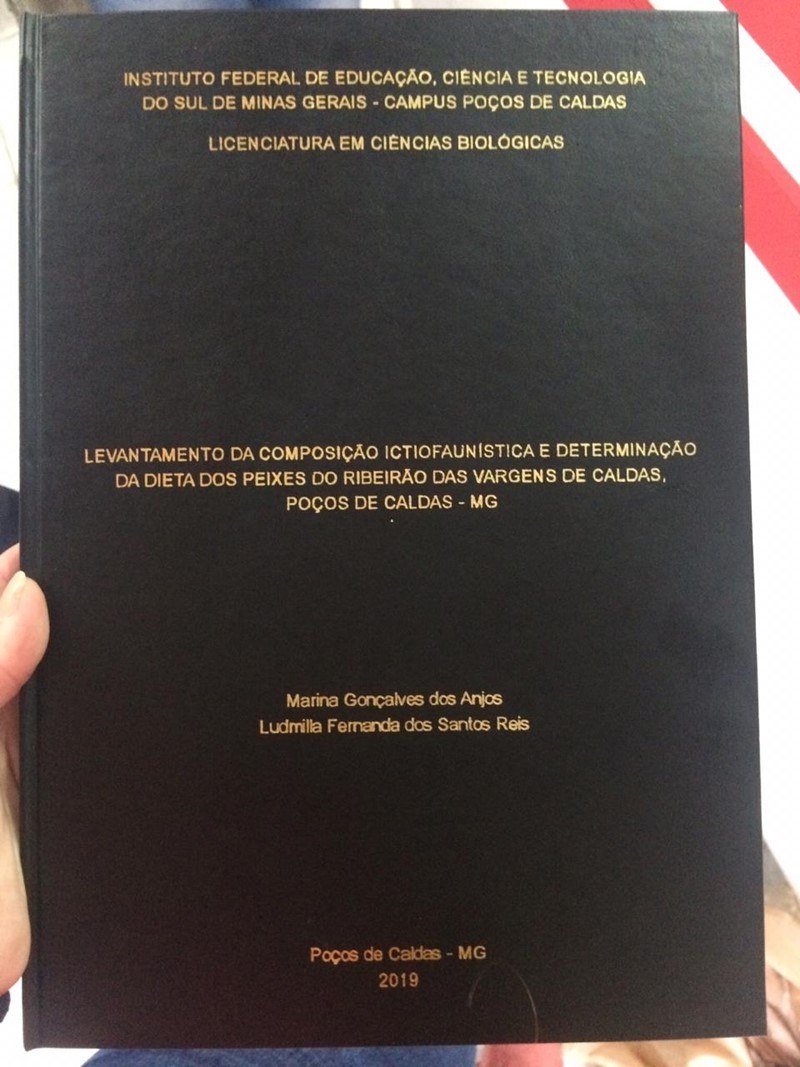 INSTITUTO FEDERAL DE EDUCAÇÃO, CIÊNCIA E TECNOLOGIA
DO SUL DE MINAS GERAIS - CAMPUS POÇOS DE CALDAS
LICENCIATURA EM CIÊNCIAS BIOLÓGICAS
LEVANTAMENTO DA COMPOSIÇÃO ICTIOFAUNÍSTICA E DETERMINAÇÃO
DA DIETA DOS PEIXES DO RIBEIRÃO DAS VARGENS DE CALDAS,
POÇOS DE CALDAS - MG
Marina Gonçalves dos Anjos
Ludmilla Fernanda dos Santos Reis
Poços de Caldas - MG
2019